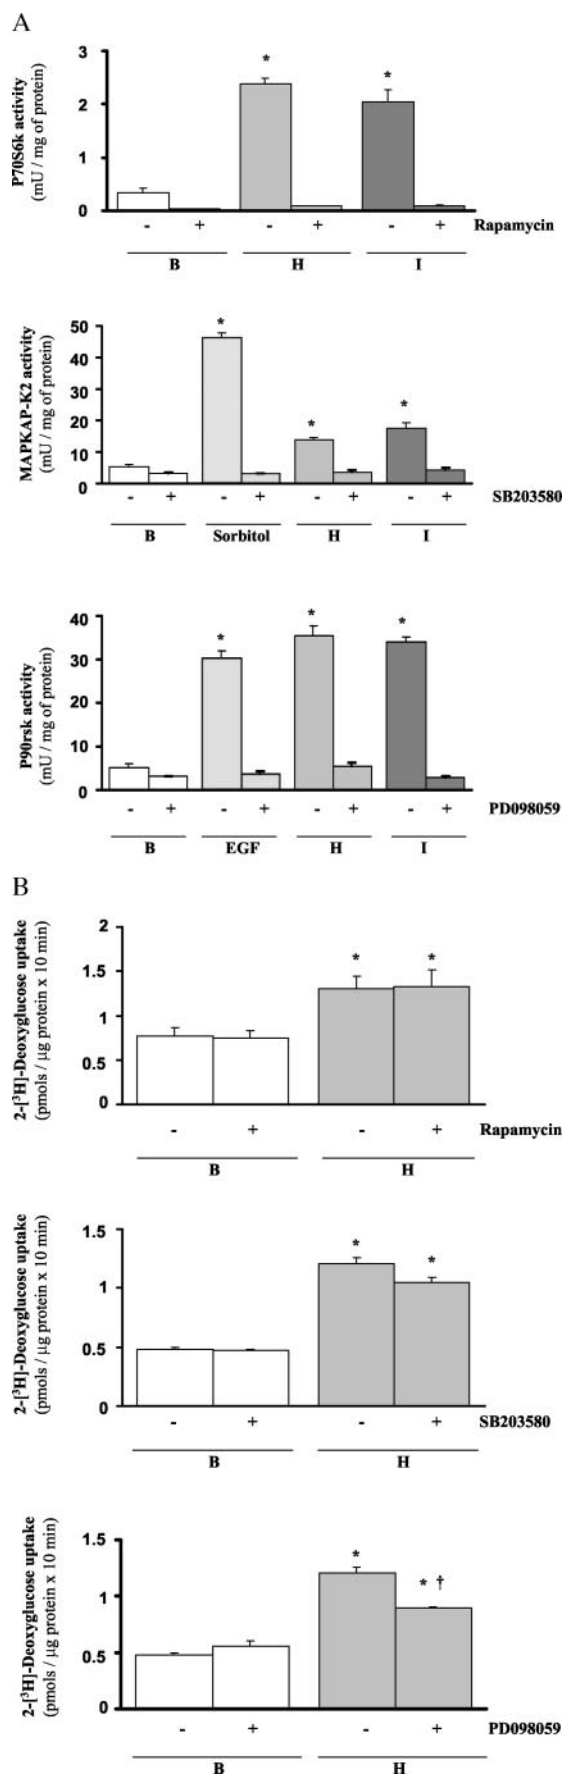 A
P70S6k activity
(mU / mg of protein)
3
2
1
0
*
*
- + - + - + Rapamycin
B H I
MAPKAP-K2 activity
(mU / mg of protein)
50
40
30
20
10
0
*
*
*
- + - + - + - + SB203580
B Sorbitol H I
P90rsk activity
(mU / mg of protein)
40
30
20
10
0
*
*
*
- + - + - + - + PD098059
B EGF H I
B
2-[³H]-Deoxyglucose uptake
(pmols / µg protein x 10 min)
2
1.5
1
0.5
0
* *
- + - + Rapamycin
B H
2-[³H]-Deoxyglucose uptake
(pmols / µg protein x 10 min)
1.5
1
0.5
0
* *
- + - + SB203580
B H
2-[³H]-Deoxyglucose uptake
(pmols / µg protein x 10 min)
1.5
1
0.5
0
* * †
- + - + PD098059
B H